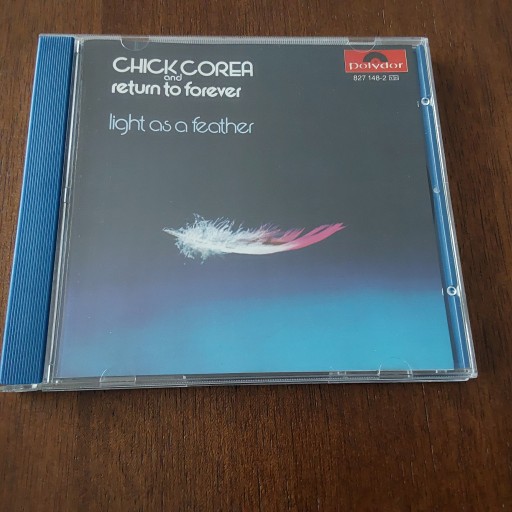 CHICK COREA
and
return to forever
light as a feather
polydor
827 148-2